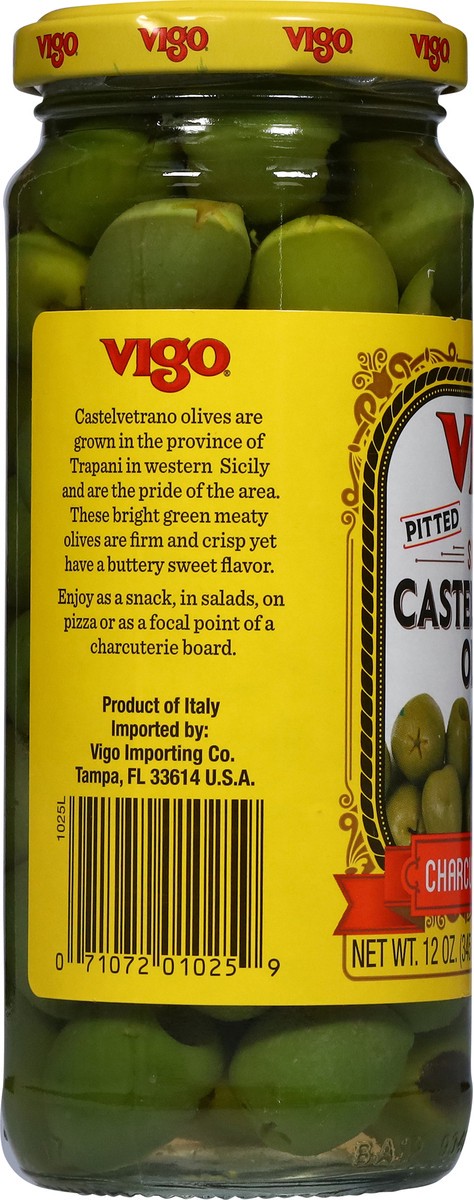 VIGO VIGO VIGO VIGO
VIGO®
Castelvetrano olives are
grown in the province of
Trapani in western Sicily
and are the pride of the area.
These bright green meaty
olives are firm and crisp yet
have a buttery sweet flavor.
Enjoy as a snack, in salads, on
pizza or as a focal point of a
charcuterie board.
Product of Italy
Imported by:
Vigo Importing Co.
Tampa, FL 33614 U.S.A.
1025L
0 71072 01025 9
PITTED
NET WT. 12 OZ.